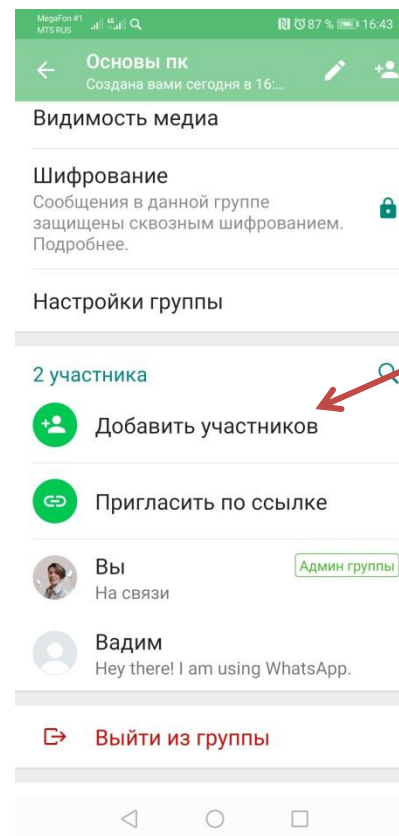 MegaFon #1
MTS RUS
46
87 %
16:43
Основы пк
Создана вами сегодня в 16:...
Видимость медиа
Шифрование
Сообщения в данной группе
защищены сквозным шифрованием.
Подробнее.
Настройки группы
2 участника
Добавить участников
Пригласить по ссылке
Вы
Админ группы
На связи
Вадим
Hey there! I am using WhatsApp.
Выйти из группы